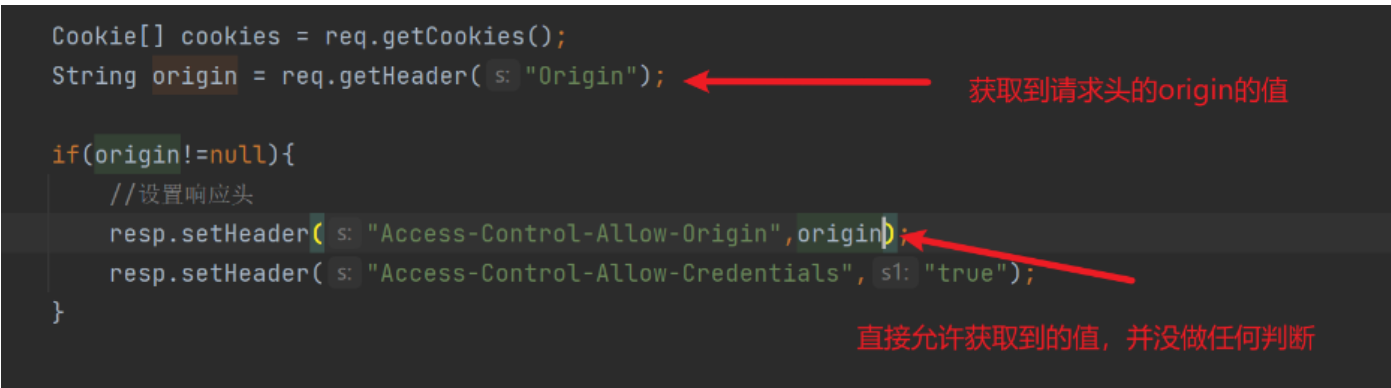 Cookie[] cookies = req.getCookies();
String origin = req.getHeader( s: "Origin");
获取到请求头的origin的值
if(origin!=null){
//设置响应头
resp.setHeader( s: "Access-Control-Allow-Origin",origin);
resp.setHeader( s: "Access-Control-Allow-Credentials", s1: "true");
}
直接允许获取到的值，并没做任何判断